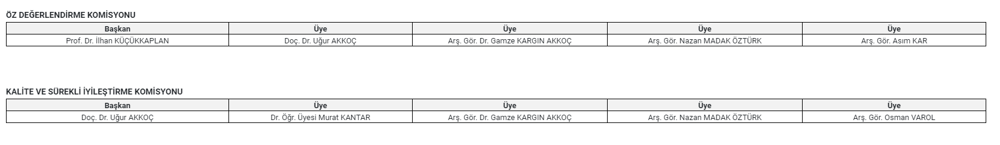 ÖZ DEĞERLENDİRME KOMİSYONU
Başkan Üye Üye Üye Üye
Prof. Dr. İlhan KÜÇÜKKAPLAN Doç. Dr. Uğur AKKOÇ Arş. Gör. Dr. Gamze KARGIN AKKOÇ Arş. Gör. Nazan MADAK ÖZTÜRK Arş. Gör. Asım KAR
KALİTE VE SÜREKLİ İYİLEŞTİRME KOMİSYONU
Başkan Üye Üye Üye Üye
Doç. Dr. Uğur AKKOÇ Dr. Öğr. Üyesi Murat KANTAR Arş. Gör. Dr. Gamze KARGIN AKKOÇ Arş. Gör. Nazan MADAK ÖZTÜRK Arş. Gör. Osman VAROL